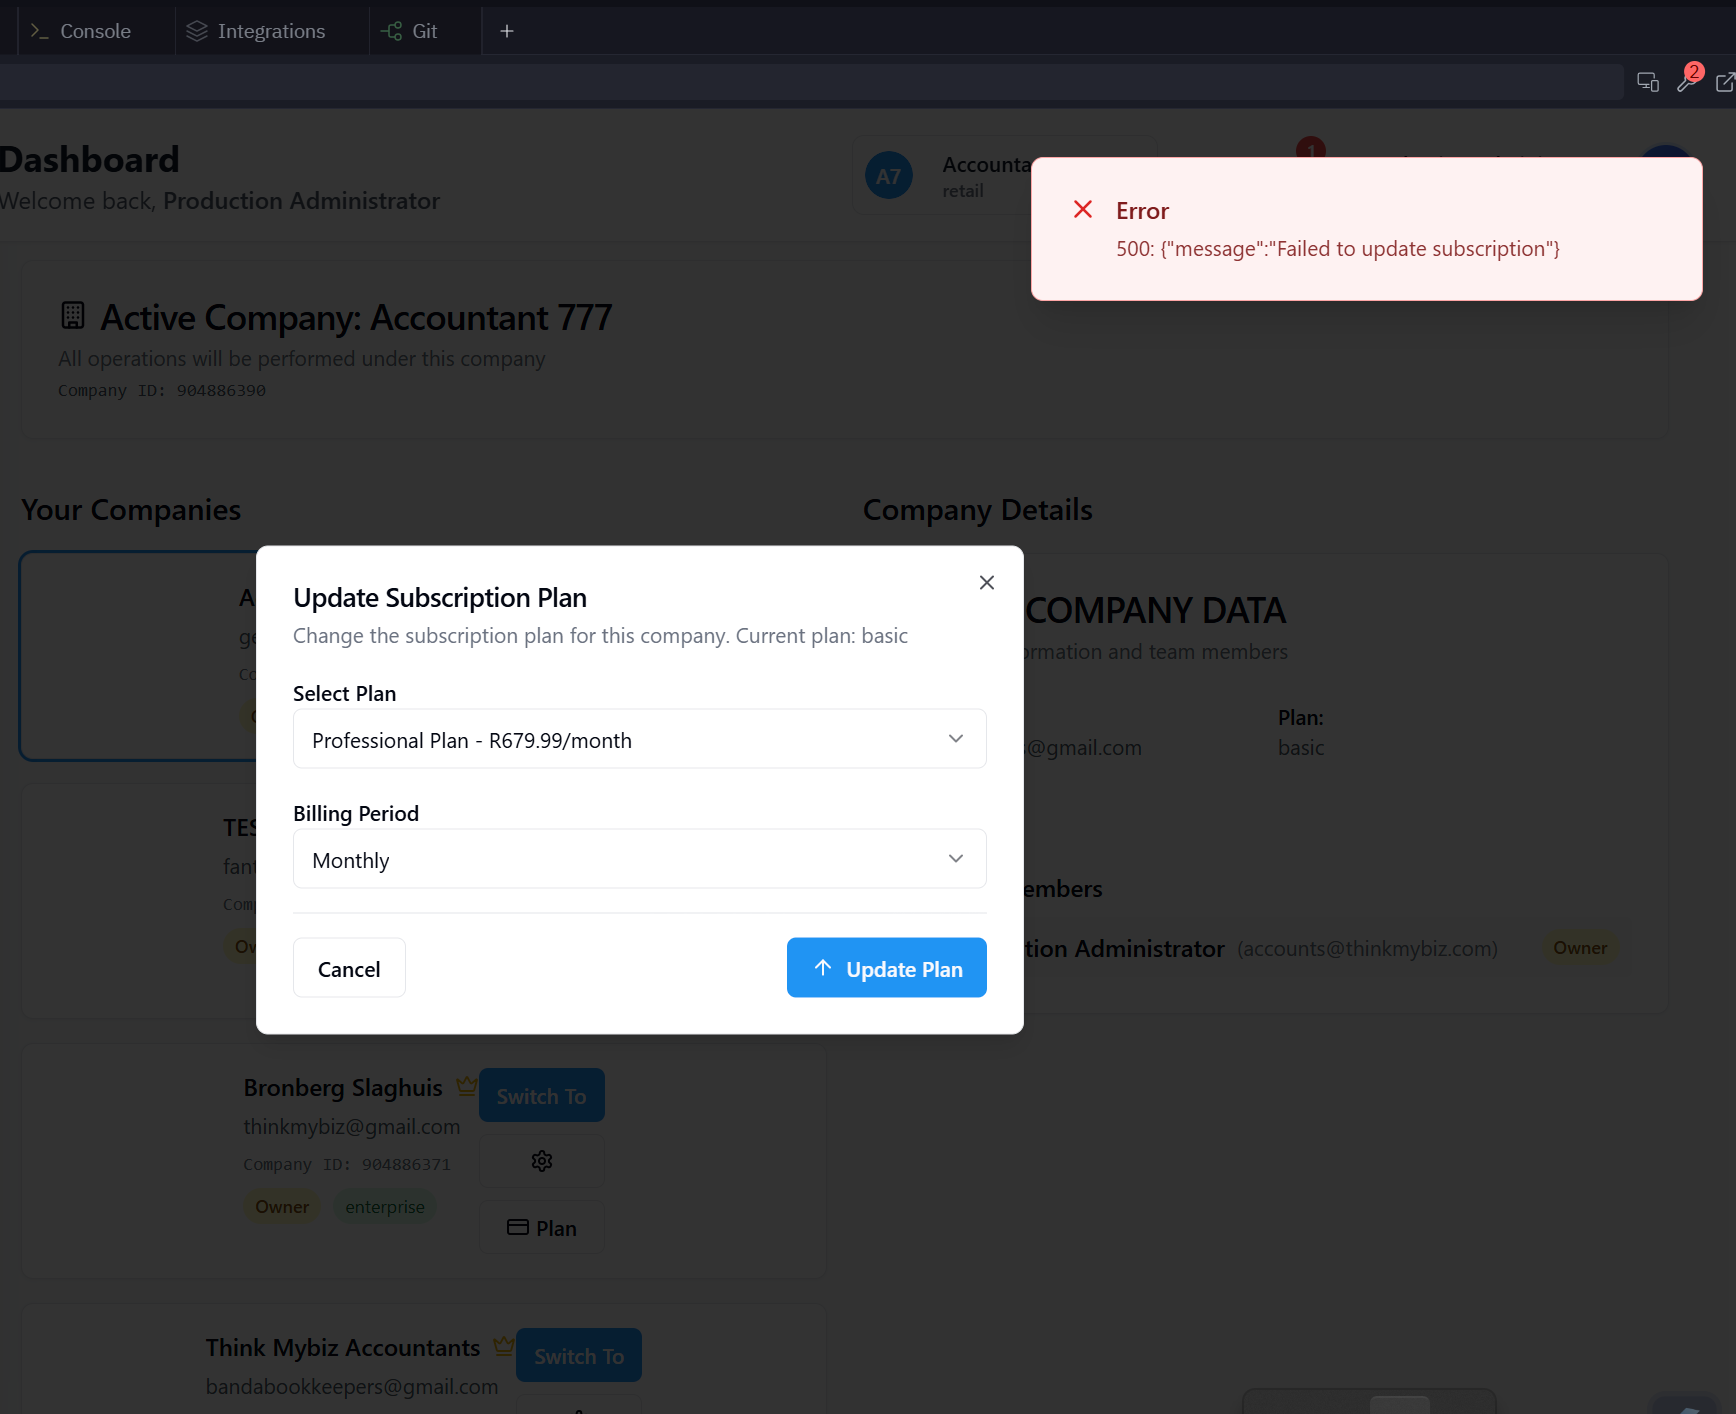 Console
Integrations
Git
2
Dashboard
Welcome back, Production Administrator
A7
Accounta
retail
1
Error
500: {"message":"Failed to update subscription"}
Active Company: Accountant 777
All operations will be performed under this company
Company ID: 904886390
Your Companies
Company Details
A
ge
Co
Update Subscription Plan
Change the subscription plan for this company. Current plan: basic
Select Plan
Professional Plan - R679.99/month
Billing Period
Monthly
Cancel
Update Plan
COMPANY DATA
ormation and team members
Plan:
s@gmail.com
basic
TES
fant
Comp
Ow
embers
tion Administrator (accounts@thinkmybiz.com)
Owner
Bronberg Slaghuis
thinkmybiz@gmail.com
Company ID: 904886371
Owner
enterprise
Switch To
Plan
Think Mybiz Accountants
bandabookkeepers@gmail.com
Switch To